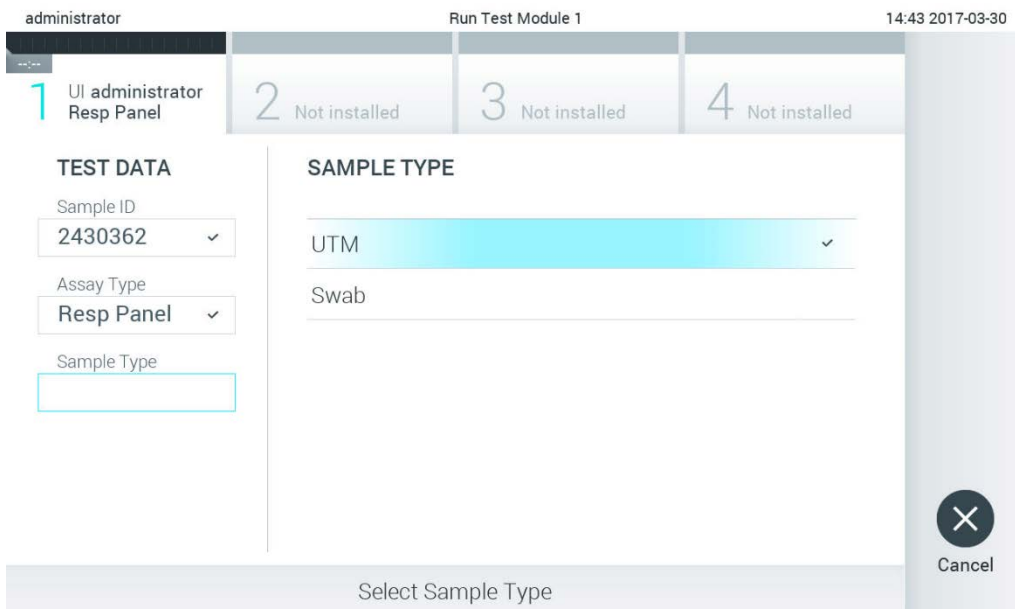 administrator
Run Test Module 1
14:43 2017-03-30
--:--
1
UI administrator
Resp Panel
2 Not installed
3 Not installed
4 Not installed
TEST DATA
Sample ID
2430362
Assay Type
Resp Panel
Sample Type
SAMPLE TYPE
UTM
Swab
Cancel
Select Sample Type